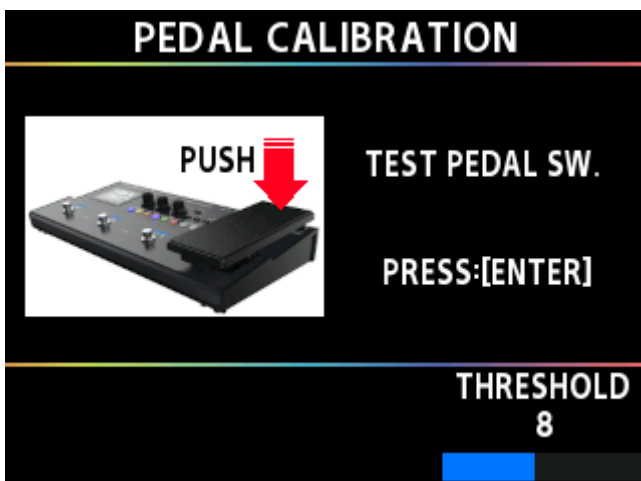 PEDAL CALIBRATION
PUSH
TEST PEDAL SW.
PRESS:[ENTER]
THRESHOLD
8